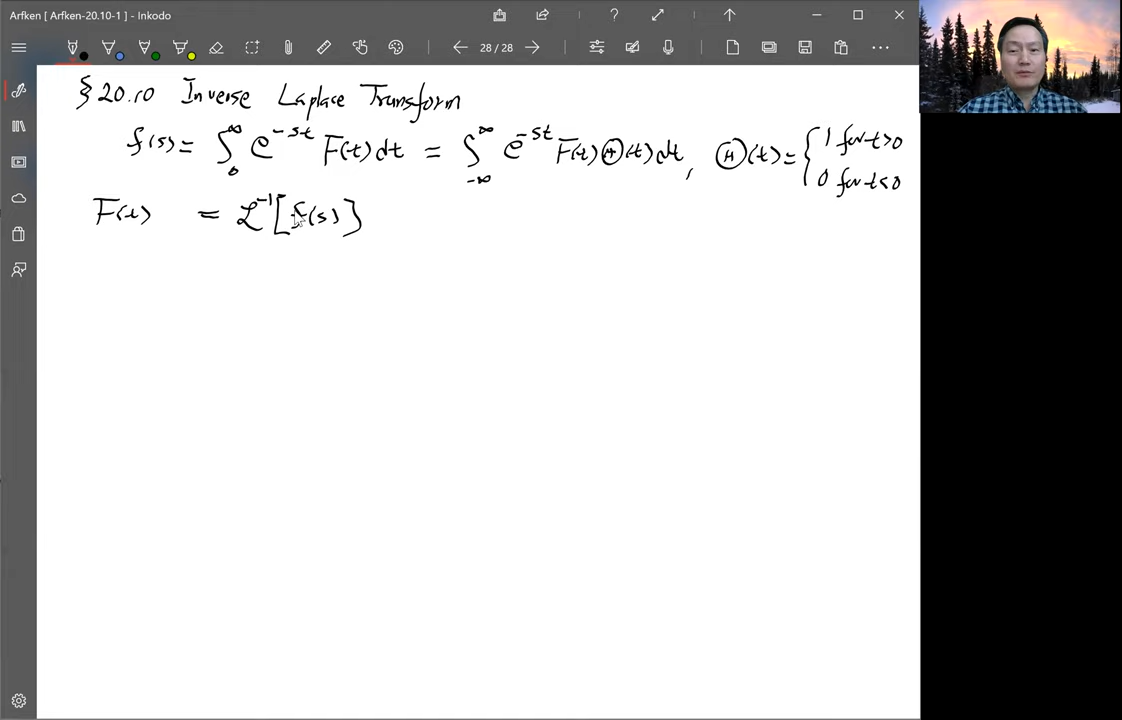 Arfken [ Arfken-20.10-1 ] - Inkodo
28 / 28
§ 20.10 Inverse Laplace Transform
f(s) = ∫₀^∞ e^{-st} F(t) dt = ∫_{-∞}^∞ e^{-st} F(t) Ⓗ(t) dt, Ⓗ(t) = { 1 for t>0
0 for t<0
F(t) = ℒ^{-1}[f(s)]